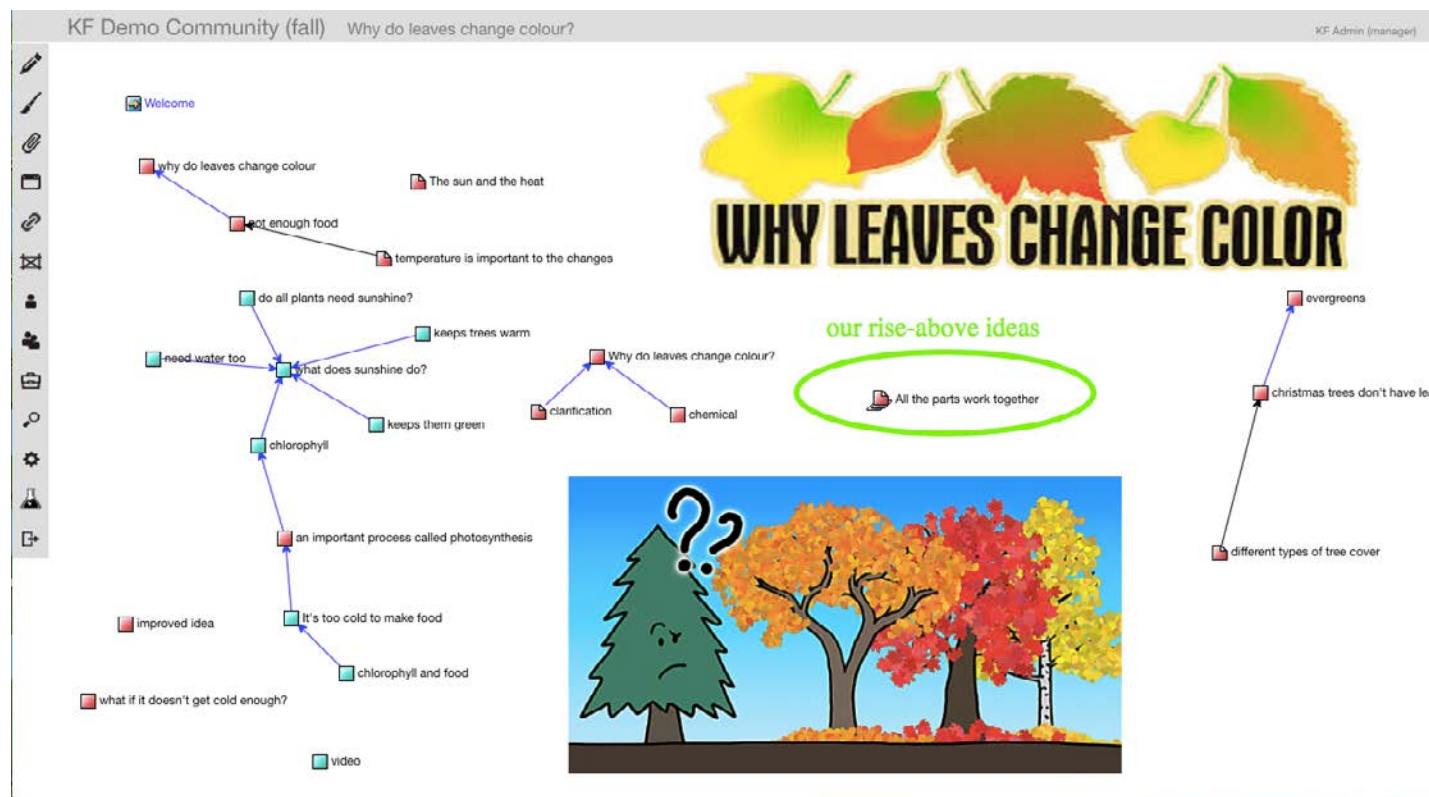 KF Demo Community (fall) Why do leaves change colour? KF Admin (manager)
Welcome
why do leaves change colour
The sun and the heat
not enough food
temperature is important to the changes
WHY LEAVES CHANGE COLOR
do all plants need sunshine?
evergreens
keeps trees warm
our rise-above ideas
need water too
Why do leaves change colour?
what does sunshine do?
christmas trees don't have le
All the parts work together
clarification
chemical
keeps them green
chlorophyll
??
an important process called photosynthesis
different types of tree cover
It's too cold to make food
improved idea
chlorophyll and food
what if it doesn't get cold enough?
video